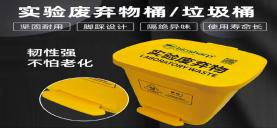 实验废弃物桶/垃圾桶
坚固耐用 脚踩设计 隔绝异味 使用寿命长
韧性强
不怕老化
实验废弃物
LABORATORY WASTE